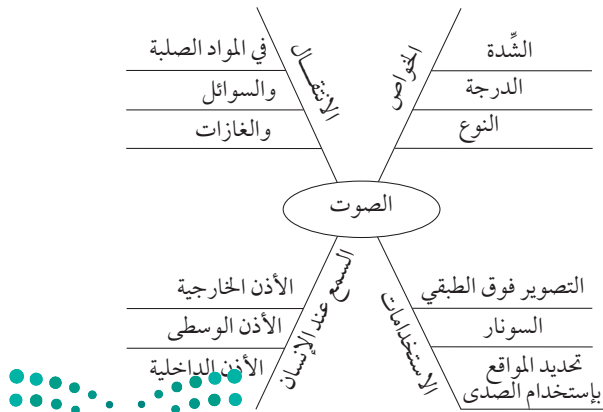 الخواص
الشِّدة
الدرجة
النوع
الانتقال
في المواد الصلبة
والسوائل
والغازات
الصوت
الاستخدامات
التصوير فوق الطبقي
السونار
تحديد المواقع
بإستخدام الصدى
السمع عند الإنسان
الأذن الخارجية
الأذن الوسطى
الأذن الداخلية